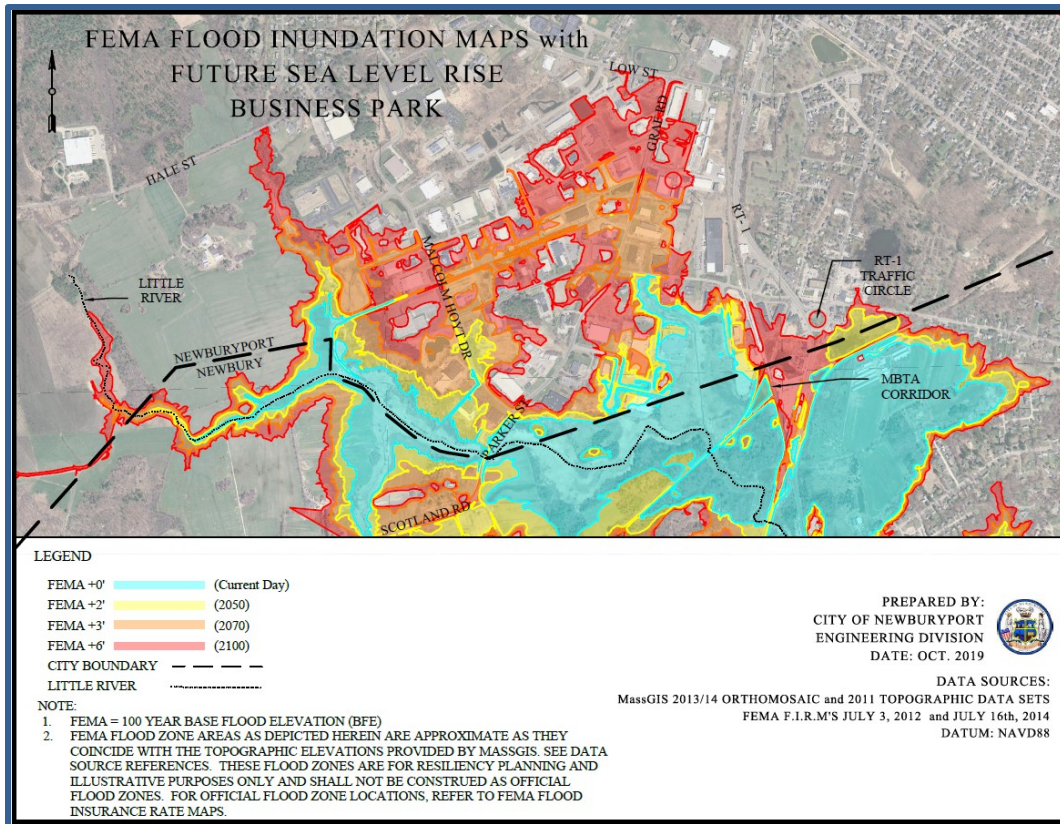 FEMA FLOOD INUNDATION MAPS with
FUTURE SEA LEVEL RISE
BUSINESS PARK
LOW ST
GRAF RD
HALE ST
RT- 1
MALCOLM HOYT DR
RT-1
TRAFFIC
CIRCLE
LITTLE
RIVER
NEWBURYPORT
NEWBURY
MBTA
CORRIDOR
PARKER ST
SCOTLAND RD
LEGEND
FEMA +0' (Current Day)
FEMA +2' (2050)
FEMA +3' (2070)
FEMA +6' (2100)
CITY BOUNDARY
LITTLE RIVER
NOTE:
1. FEMA = 100 YEAR BASE FLOOD ELEVATION (BFE)
2. FEMA FLOOD ZONE AREAS AS DEPICTED HEREIN ARE APPROXIMATE AS THEY
COINCIDE WITH THE TOPOGRAPHIC ELEVATIONS PROVIDED BY MASSGIS. SEE DATA
SOURCE REFERENCES. THESE FLOOD ZONES ARE FOR RESILIENCY PLANNING AND
ILLUSTRATIVE PURPOSES ONLY AND SHALL NOT BE CONSTRUED AS OFFICIAL
FLOOD ZONES. FOR OFFICIAL FLOOD ZONE LOCATIONS, REFER TO FEMA FLOOD
INSURANCE RATE MAPS.
PREPARED BY:
CITY OF NEWBURYPORT
ENGINEERING DIVISION
DATE: OCT. 2019
DATA SOURCES:
MassGIS 2013/14 ORTHOMOSAIC and 2011 TOPOGRAPHIC DATA SETS
FEMA F.I.R.M'S JULY 3, 2012 and JULY 16th, 2014
DATUM: NAVD88